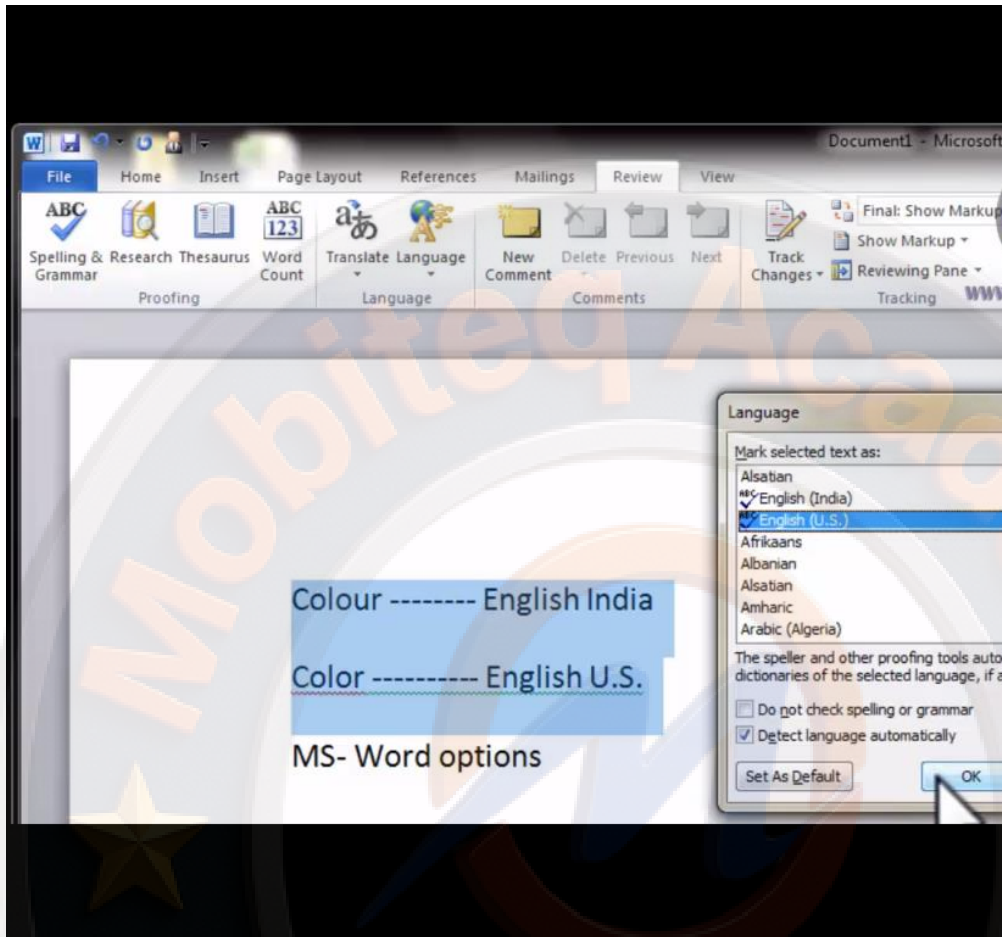 W
Document1 - Microsoft
File Home Insert Page Layout References Mailings Review View
ABC
ABC
123
Final: Show Markup
Show Markup
Spelling & Grammar
Research
Thesaurus
Word Count
Translate
Language
New Comment
Delete
Previous
Next
Track Changes
Reviewing Pane
Proofing
Language
Comments
Tracking
Mobiteq Acad
Language
Mark selected text as:
Alsatian
English (India)
English (U.S.)
Afrikaans
Albanian
Alsatian
Amharic
Arabic (Algeria)
The speller and other proofing tools auto
dictionaries of the selected language, if a
Do not check spelling or grammar
Detect language automatically
Set As Default
OK
Colour -------- English India
Color ---------- English U.S.
MS- Word options